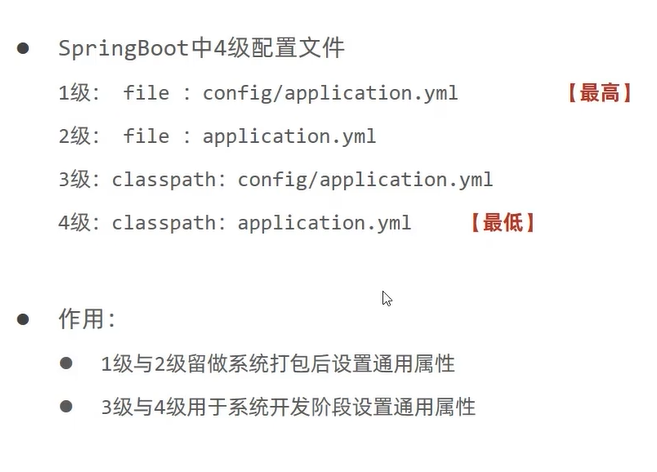 SpringBoot中4级配置文件
1级： file ：config/application.yml 【最高】
2级： file ：application.yml
3级：classpath：config/application.yml
4级：classpath：application.yml 【最低】
作用：
1级与2级留做系统打包后设置通用属性
3级与4级用于系统开发阶段设置通用属性